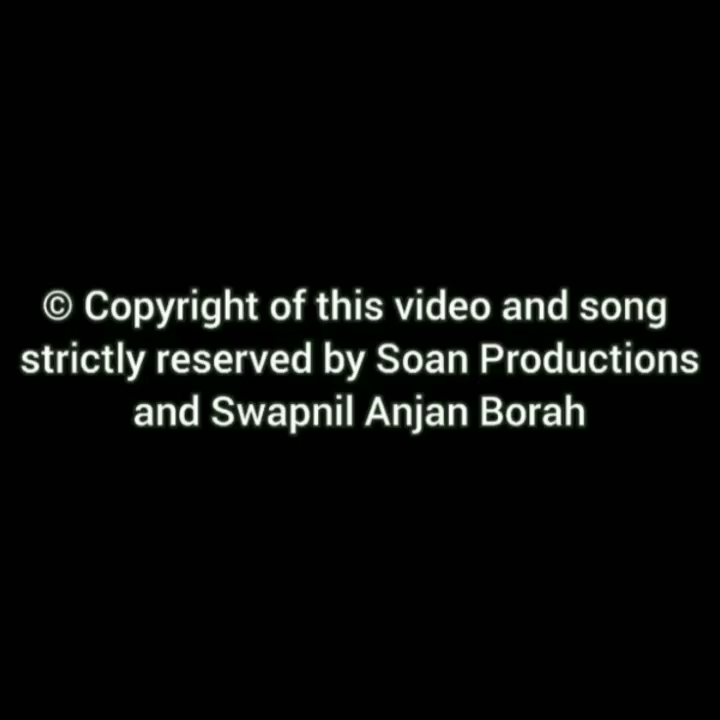 © Copyright of this video and song
strictly reserved by Soan Productions
and Swapnil Anjan Borah